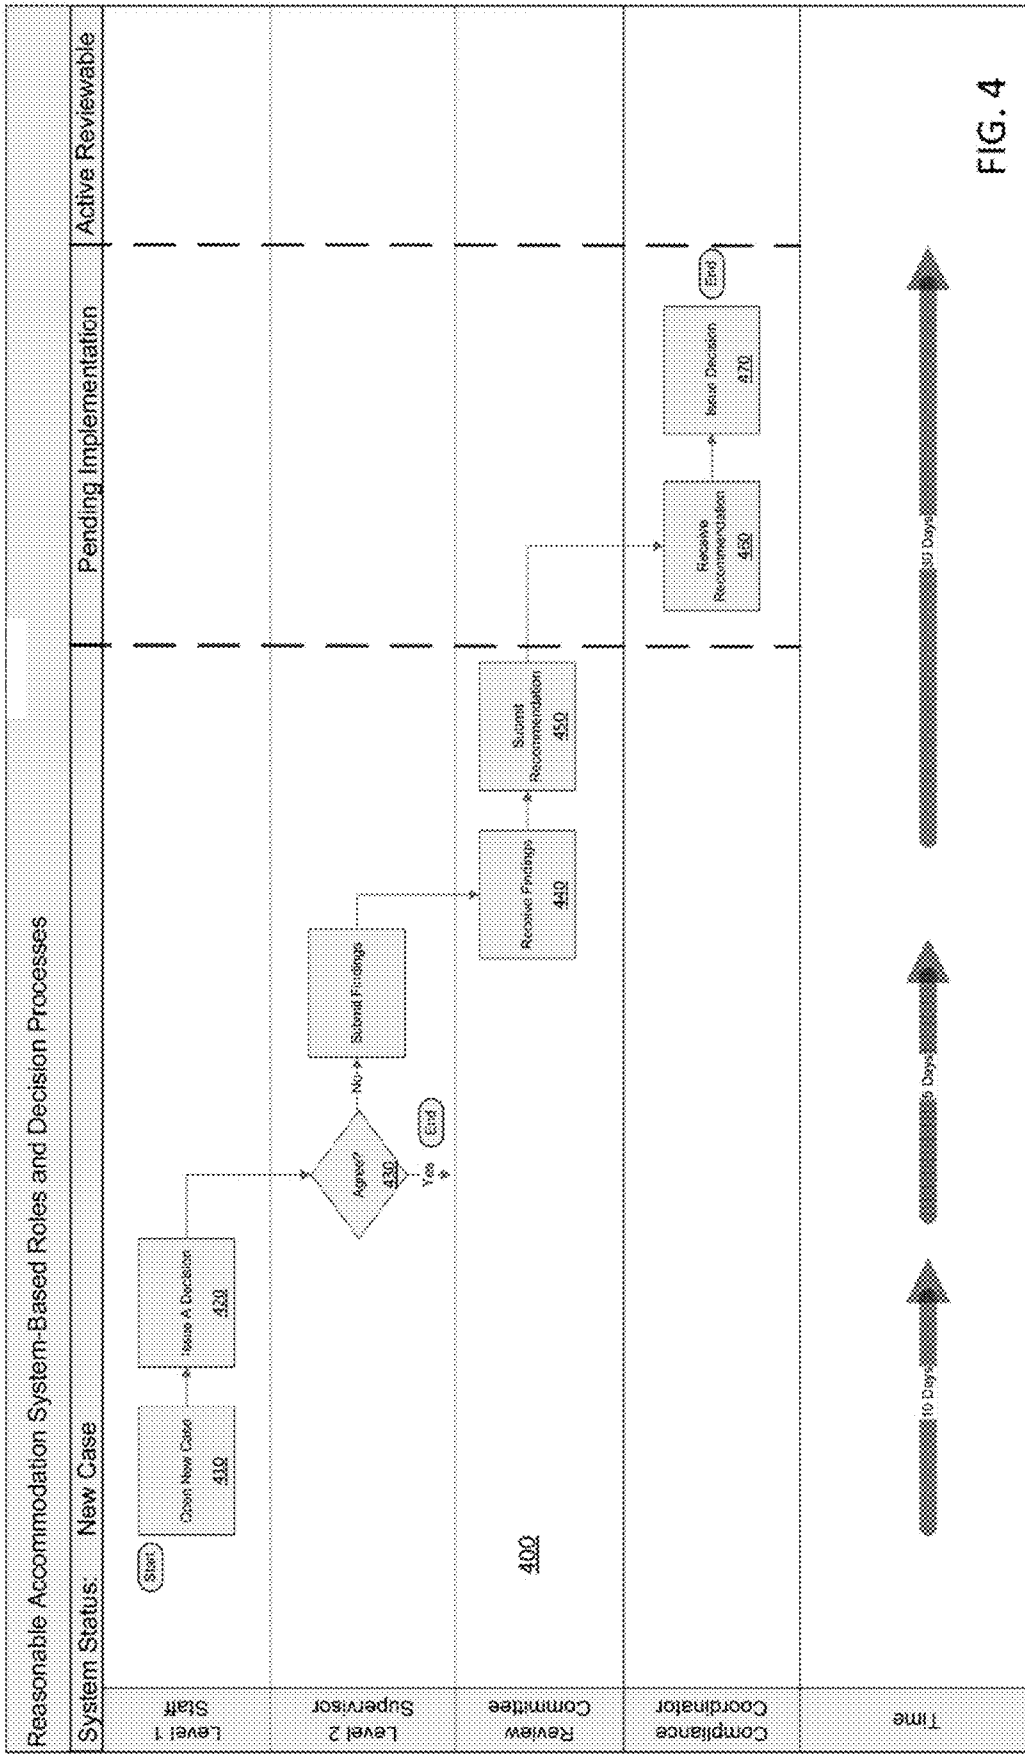 Reasonable Accommodation System-Based Roles and Decision Processes
System Status: New Case
Pending Implementation
Active Reviewable
Level 1
Staff
Start
Open New Case
410
Issue A Decision
420
Level 2
Supervisor
Agree?
430
Yes
End
No
Submit Findings
Review
Committee
400
Receive Findings
440
Submit
Recommendation
450
Compliance
Coordinator
Receive
Recommendation
460
Issue Decision
470
End
Time
10 Days
5 Days
30 Days
FIG. 4